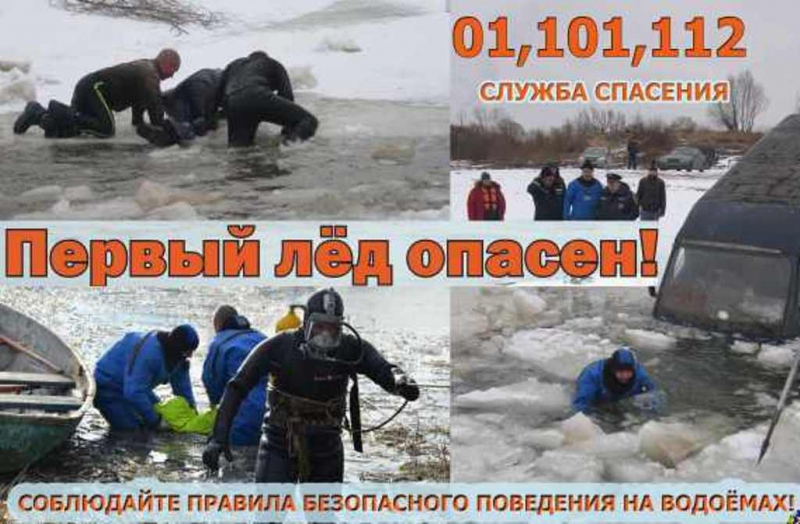 01,101,112
СЛУЖБА СПАСЕНИЯ
Первый лёд опасен!
СОБЛЮДАЙТЕ ПРАВИЛА БЕЗОПАСНОГО ПОВЕДЕНИЯ НА ВОДОЁМАХ!